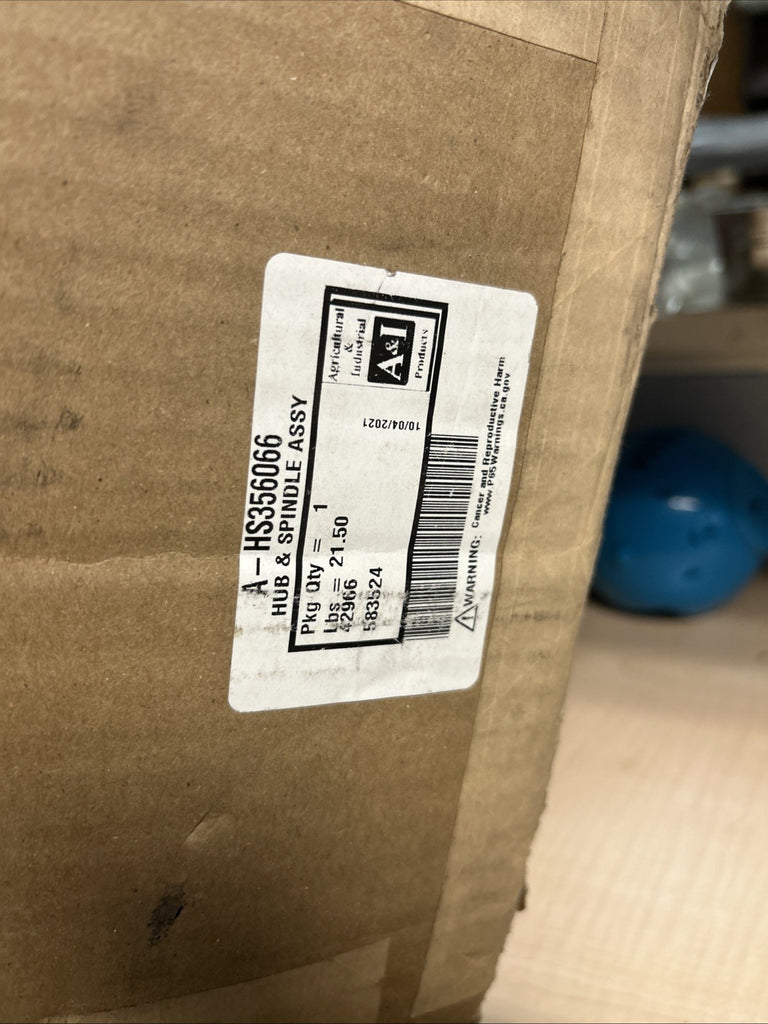 A-HS356066
HUB & SPINDLE ASSY
Pkg Qty = 1
Lbs = 21.50
42966
583524
10/04/2021
Agricultural
&
Industrial
A&I
Products
WARNING: Cancer and Reproductive Harm
www.P65Warnings.ca.gov